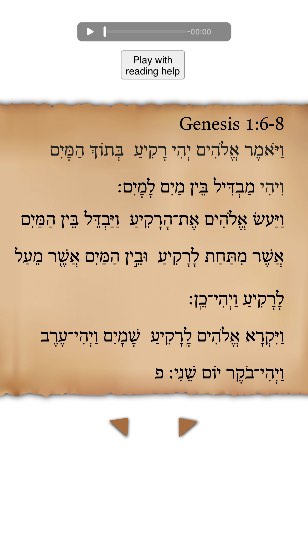 -00:00
Play with
reading help
Genesis 1:6-8
וַיֹּאמֶר אֱלֹהִים יְהִי רָקִיעַ בְּתוֹךְ הַמָּיִם
וִיהִי מַבְדִּיל בֵּין מַיִם לָמָיִם׃
וַיַּעַשׂ אֱלֹהִים אֶת־הָרָקִיעַ וַיַּבְדֵּל בֵּין הַמַּיִם
אֲשֶׁר מִתַּחַת לָרָקִיעַ וּבֵין הַמַּיִם אֲשֶׁר מֵעַל
לָרָקִיעַ וַיְהִי־כֵן׃
וַיִּקְרָא אֱלֹהִים לָרָקִיעַ שָׁמָיִם וַיְהִי־עֶרֶב
וַיְהִי־בֹקֶר יוֹם שֵׁנִי׃ פ